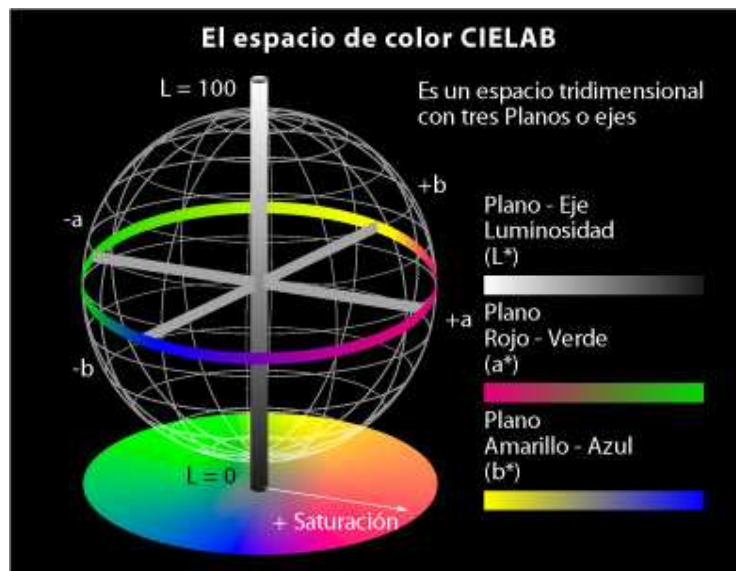 El espacio de color CIELAB
L = 100
Es un espacio tridimensional
con tres Planos o ejes
+b
-a
Plano - Eje
Luminosidad
(L*)
+a
Plano
Rojo - Verde
(a*)
-b
Plano
Amarillo - Azul
(b*)
L = 0
+ Saturación